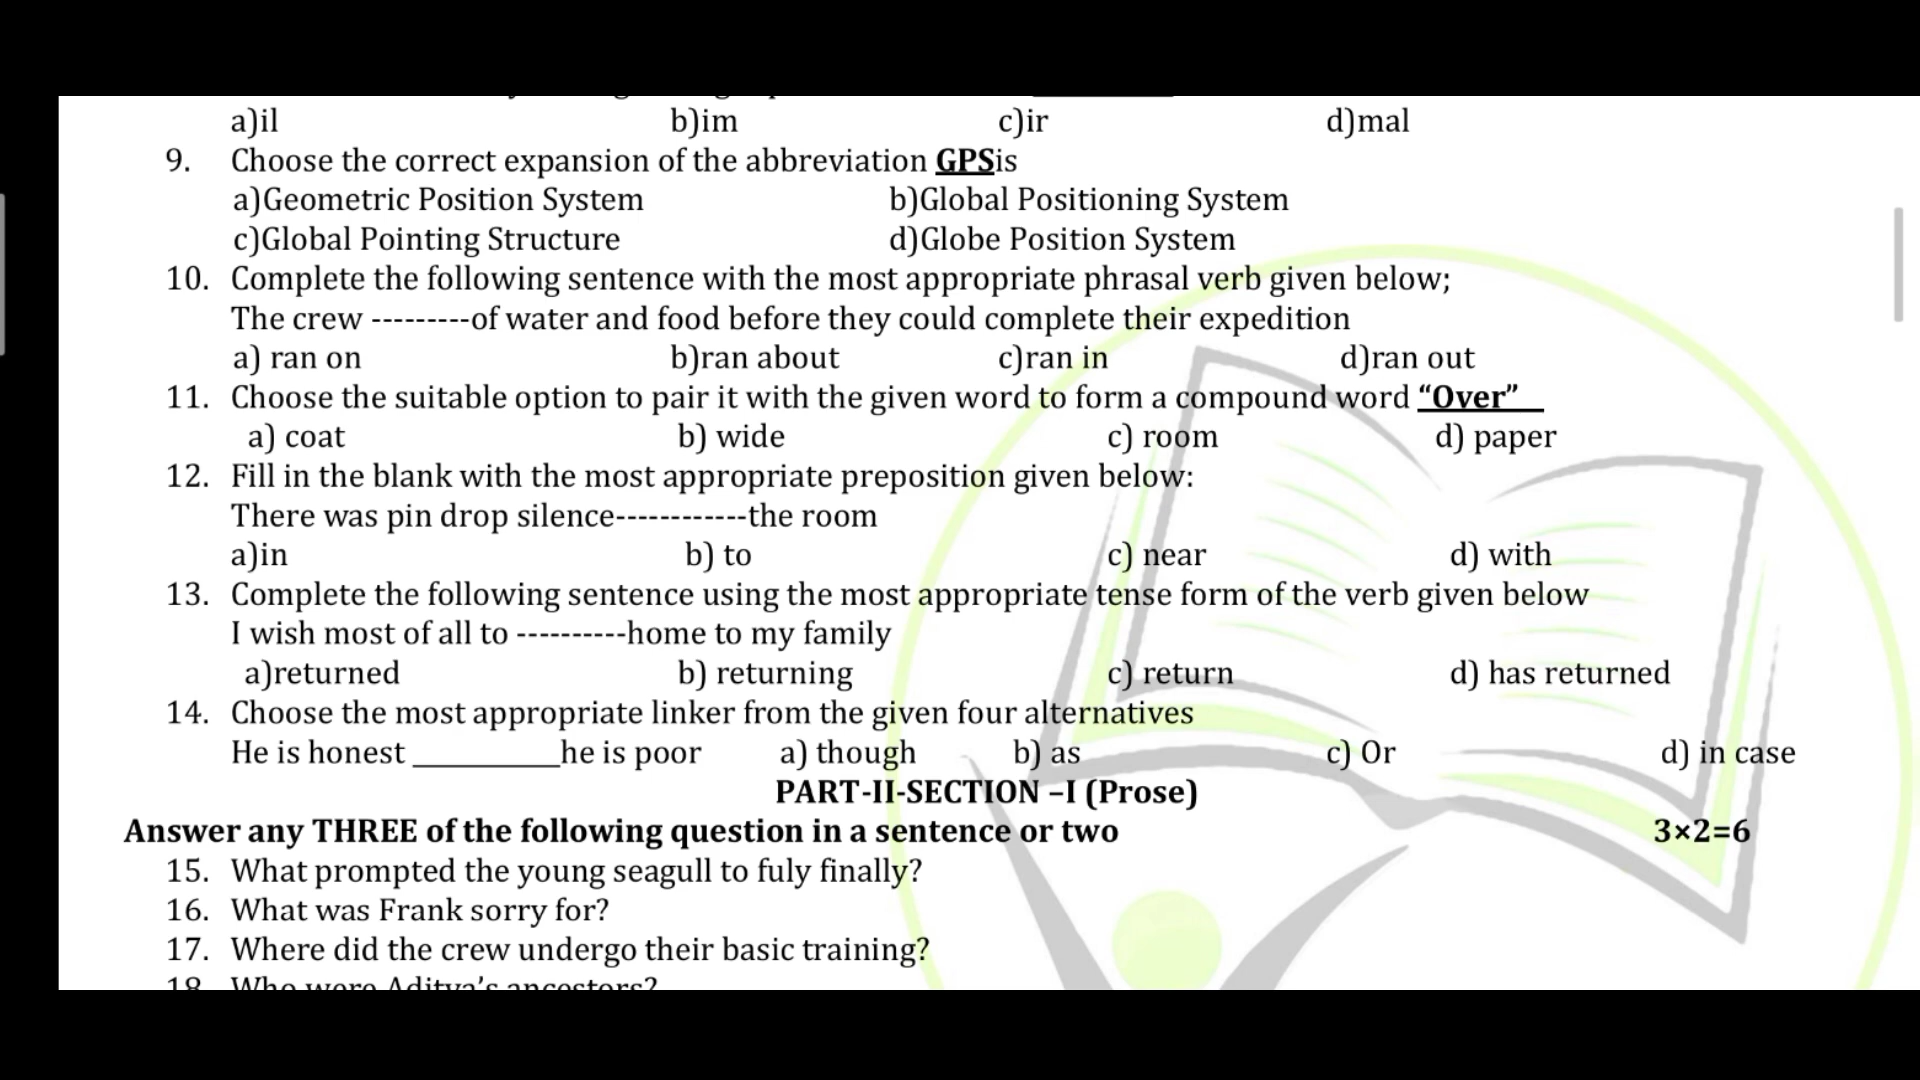 a)il b)im c)ir d)mal
9. Choose the correct expansion of the abbreviation GPSis
a)Geometric Position System b)Global Positioning System
c)Global Pointing Structure d)Globe Position System
10. Complete the following sentence with the most appropriate phrasal verb given below;
The crew ---------of water and food before they could complete their expedition
a) ran on b)ran about c)ran in d)ran out
11. Choose the suitable option to pair it with the given word to form a compound word “Over”__
a) coat b) wide c) room d) paper
12. Fill in the blank with the most appropriate preposition given below:
There was pin drop silence------------the room
a)in b) to c) near d) with
13. Complete the following sentence using the most appropriate tense form of the verb given below
I wish most of all to ----------home to my family
a)returned b) returning c) return d) has returned
14. Choose the most appropriate linker from the given four alternatives
He is honest _________he is poor a) though b) as c) Or d) in case
PART-II-SECTION –I (Prose)
Answer any THREE of the following question in a sentence or two 3×2=6
15. What prompted the young seagull to fuly finally?
16. What was Frank sorry for?
17. Where did the crew undergo their basic training?
18. Who were Aditya’s ancestors?